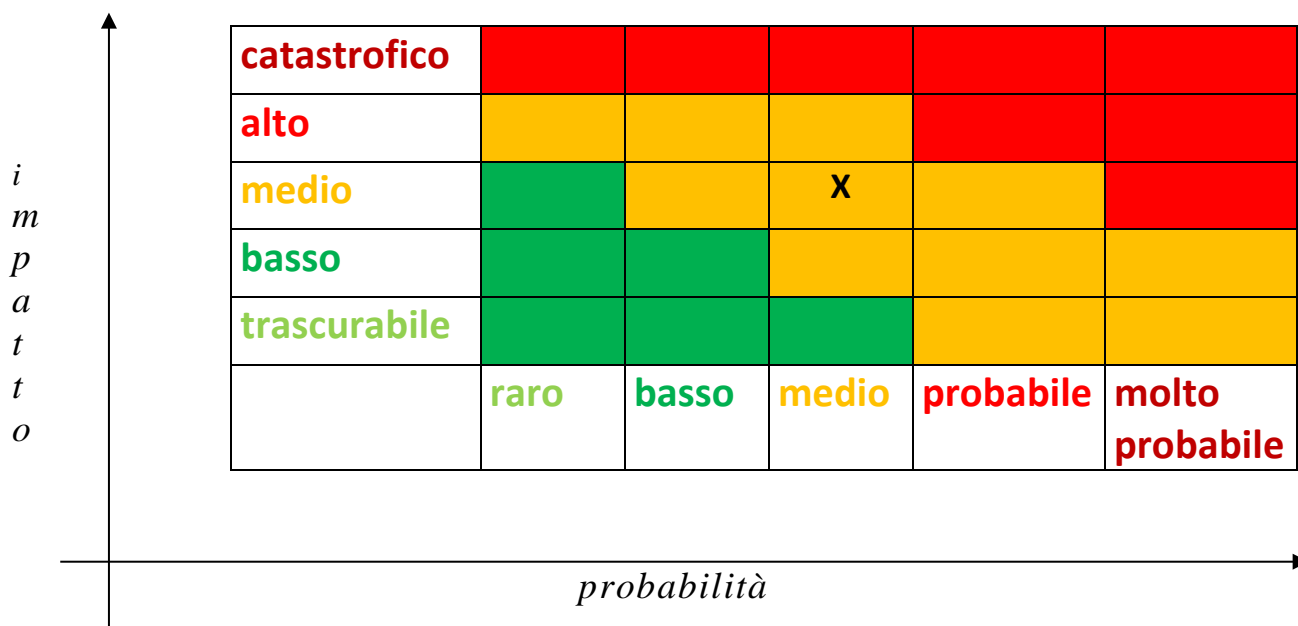 catastrofico
alto
medio X
basso
trascurabile
raro basso medio probabile molto
probabile
i
m
p
a
t
t
o
probabilità